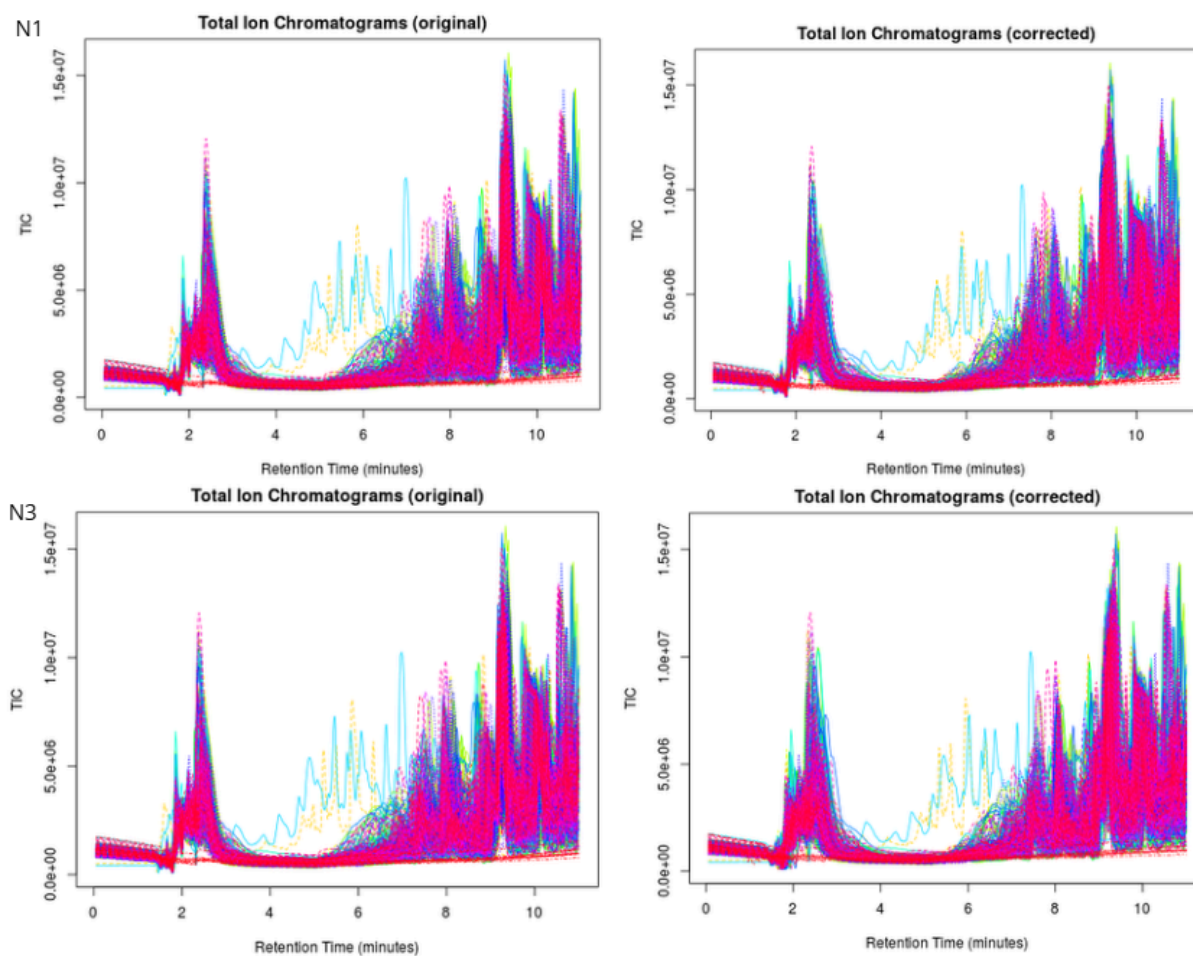 N1
Total Ion Chromatograms (original)
TIC
0.0e+00 5.0e+06 1.0e+07 1.5e+07
0 2 4 6 8 10
Retention Time (minutes)
Total Ion Chromatograms (corrected)
TIC
0.0e+00 5.0e+06 1.0e+07 1.5e+07
0 2 4 6 8 10
Retention Time (minutes)
N3
Total Ion Chromatograms (original)
TIC
0.0e+00 5.0e+06 1.0e+07 1.5e+07
0 2 4 6 8 10
Retention Time (minutes)
Total Ion Chromatograms (corrected)
TIC
0.0e+00 5.0e+06 1.0e+07 1.5e+07
0 2 4 6 8 10
Retention Time (minutes)